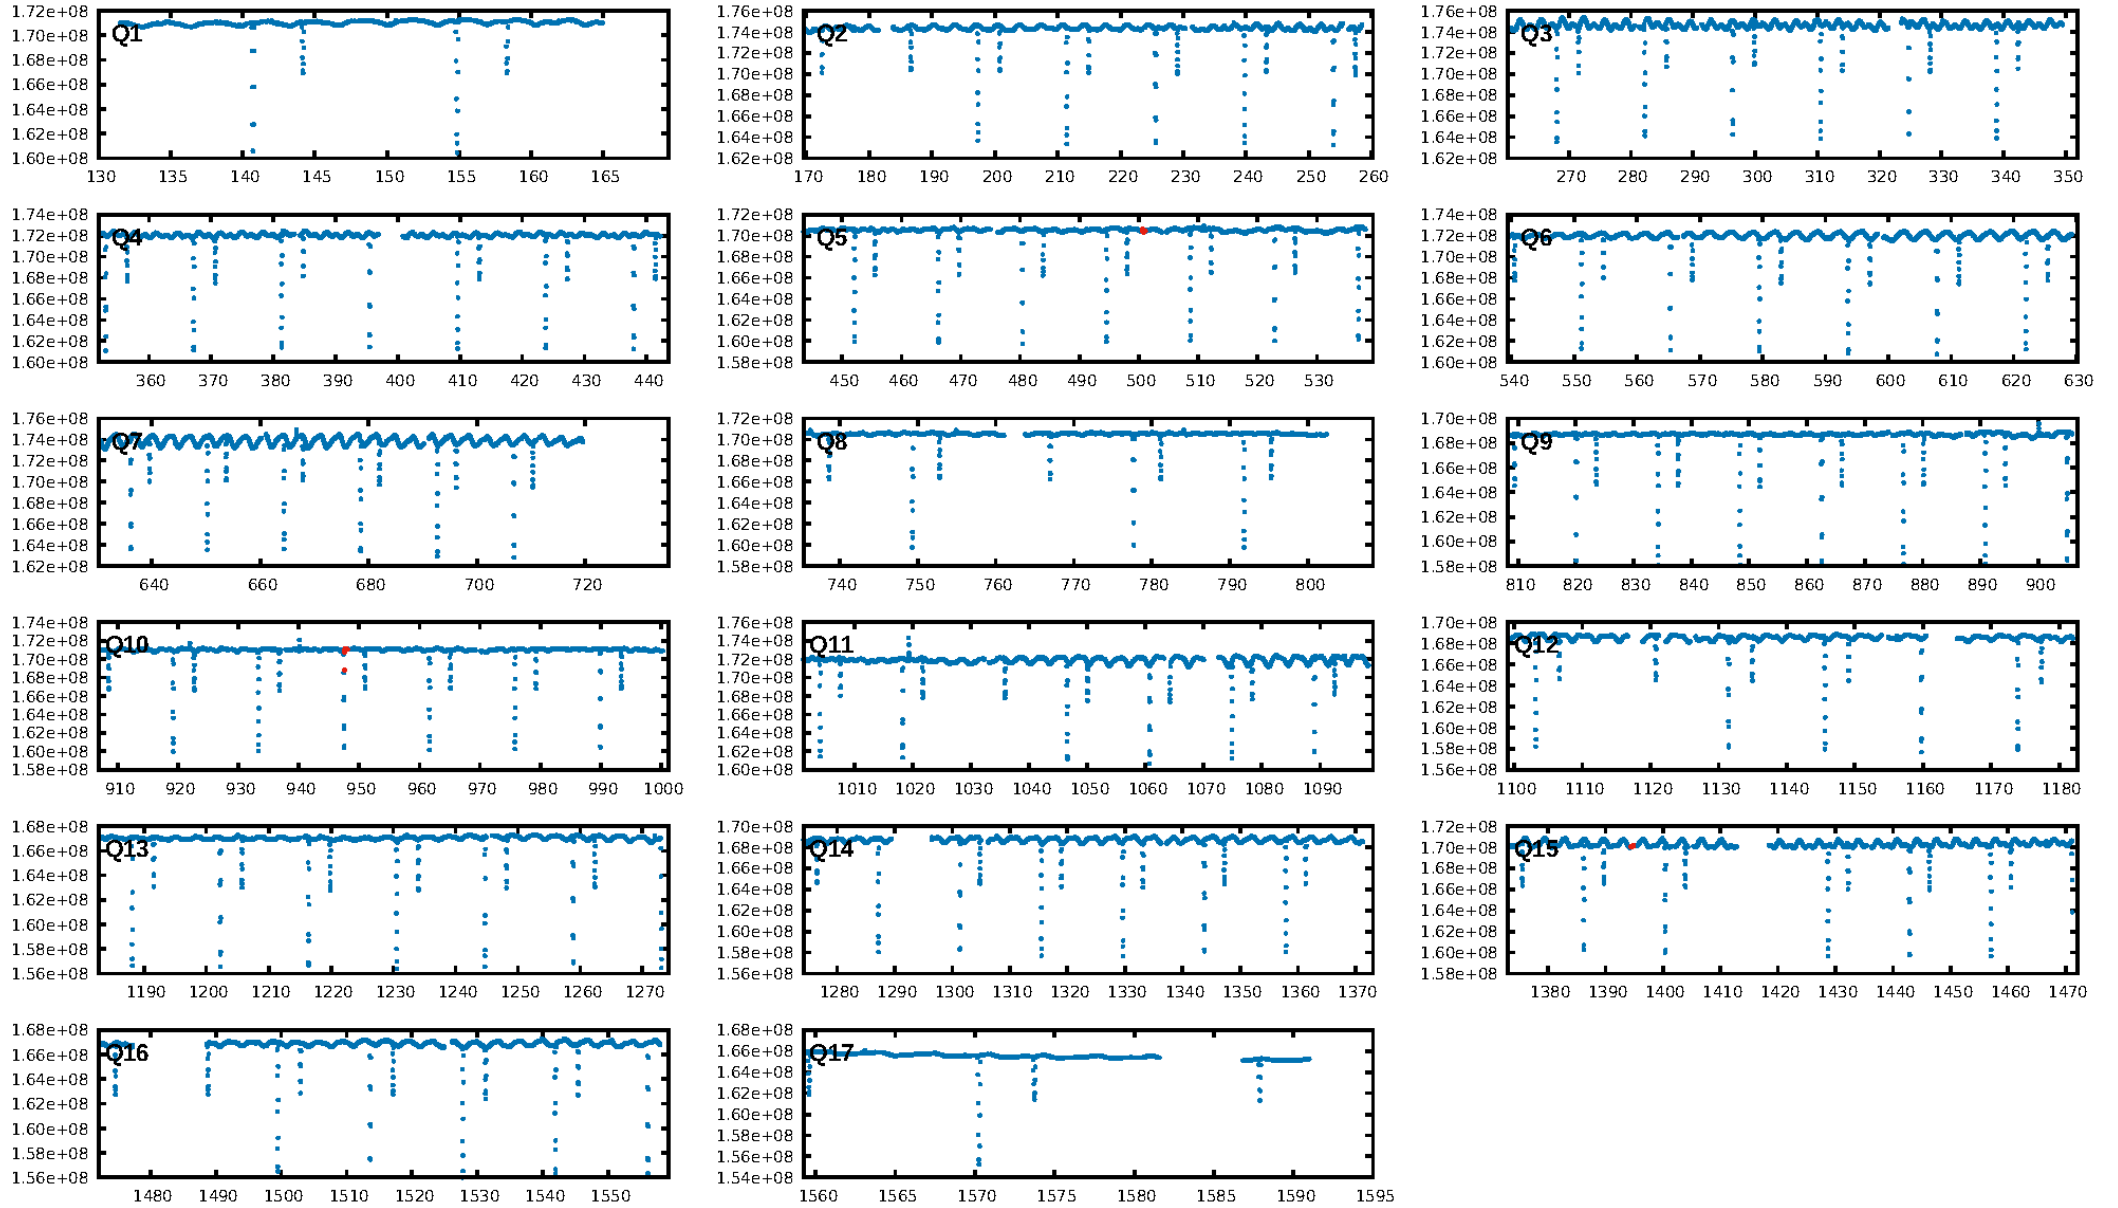 1.72e+08 1.70e+08 1.68e+08 1.66e+08 1.64e+08 1.62e+08 1.60e+08
Q1
130 135 140 145 150 155 160 165
1.76e+08 1.74e+08 1.72e+08 1.70e+08 1.68e+08 1.66e+08 1.64e+08 1.62e+08
Q2
170 180 190 200 210 220 230 240 250 260
1.76e+08 1.74e+08 1.72e+08 1.70e+08 1.68e+08 1.66e+08 1.64e+08 1.62e+08
Q3
270 280 290 300 310 320 330 340 350
1.74e+08 1.72e+08 1.70e+08 1.68e+08 1.66e+08 1.64e+08 1.62e+08 1.60e+08
Q4
360 370 380 390 400 410 420 430 440
1.72e+08 1.70e+08 1.68e+08 1.66e+08 1.64e+08 1.62e+08 1.60e+08 1.58e+08
Q5
450 460 470 480 490 500 510 520 530
1.74e+08 1.72e+08 1.70e+08 1.68e+08 1.66e+08 1.64e+08 1.62e+08 1.60e+08
Q6
540 550 560 570 580 590 600 610 620 630
1.76e+08 1.74e+08 1.72e+08 1.70e+08 1.68e+08 1.66e+08 1.64e+08 1.62e+08
Q7
640 660 680 700 720
1.72e+08 1.70e+08 1.68e+08 1.66e+08 1.64e+08 1.62e+08 1.60e+08 1.58e+08
Q8
740 750 760 770 780 790 800
1.70e+08 1.68e+08 1.66e+08 1.64e+08 1.62e+08 1.60e+08 1.58e+08
Q9
810 820 830 840 850 860 870 880 890 900
1.74e+08 1.72e+08 1.70e+08 1.68e+08 1.66e+08 1.64e+08 1.62e+08 1.60e+08 1.58e+08
Q10
910 920 930 940 950 960 970 980 990 1000
1.76e+08 1.74e+08 1.72e+08 1.70e+08 1.68e+08 1.66e+08 1.64e+08 1.62e+08 1.60e+08
Q11
1010 1020 1030 1040 1050 1060 1070 1080 1090
1.70e+08 1.68e+08 1.66e+08 1.64e+08 1.62e+08 1.60e+08 1.58e+08 1.56e+08
Q12
1100 1110 1120 1130 1140 1150 1160 1170 1180
1.68e+08 1.66e+08 1.64e+08 1.62e+08 1.60e+08 1.58e+08 1.56e+08
Q13
1190 1200 1210 1220 1230 1240 1250 1260 1270
1.70e+08 1.68e+08 1.66e+08 1.64e+08 1.62e+08 1.60e+08 1.58e+08 1.56e+08
Q14
1280 1290 1300 1310 1320 1330 1340 1350 1360 1370
1.72e+08 1.70e+08 1.68e+08 1.66e+08 1.64e+08 1.62e+08 1.60e+08 1.58e+08
Q15
1380 1390 1400 1410 1420 1430 1440 1450 1460 1470
1.68e+08 1.66e+08 1.64e+08 1.62e+08 1.60e+08 1.58e+08 1.56e+08
Q16
1480 1490 1500 1510 1520 1530 1540 1550
1.68e+08 1.66e+08 1.64e+08 1.62e+08 1.60e+08 1.58e+08 1.56e+08 1.54e+08
Q17
1560 1565 1570 1575 1580 1585 1590 1595